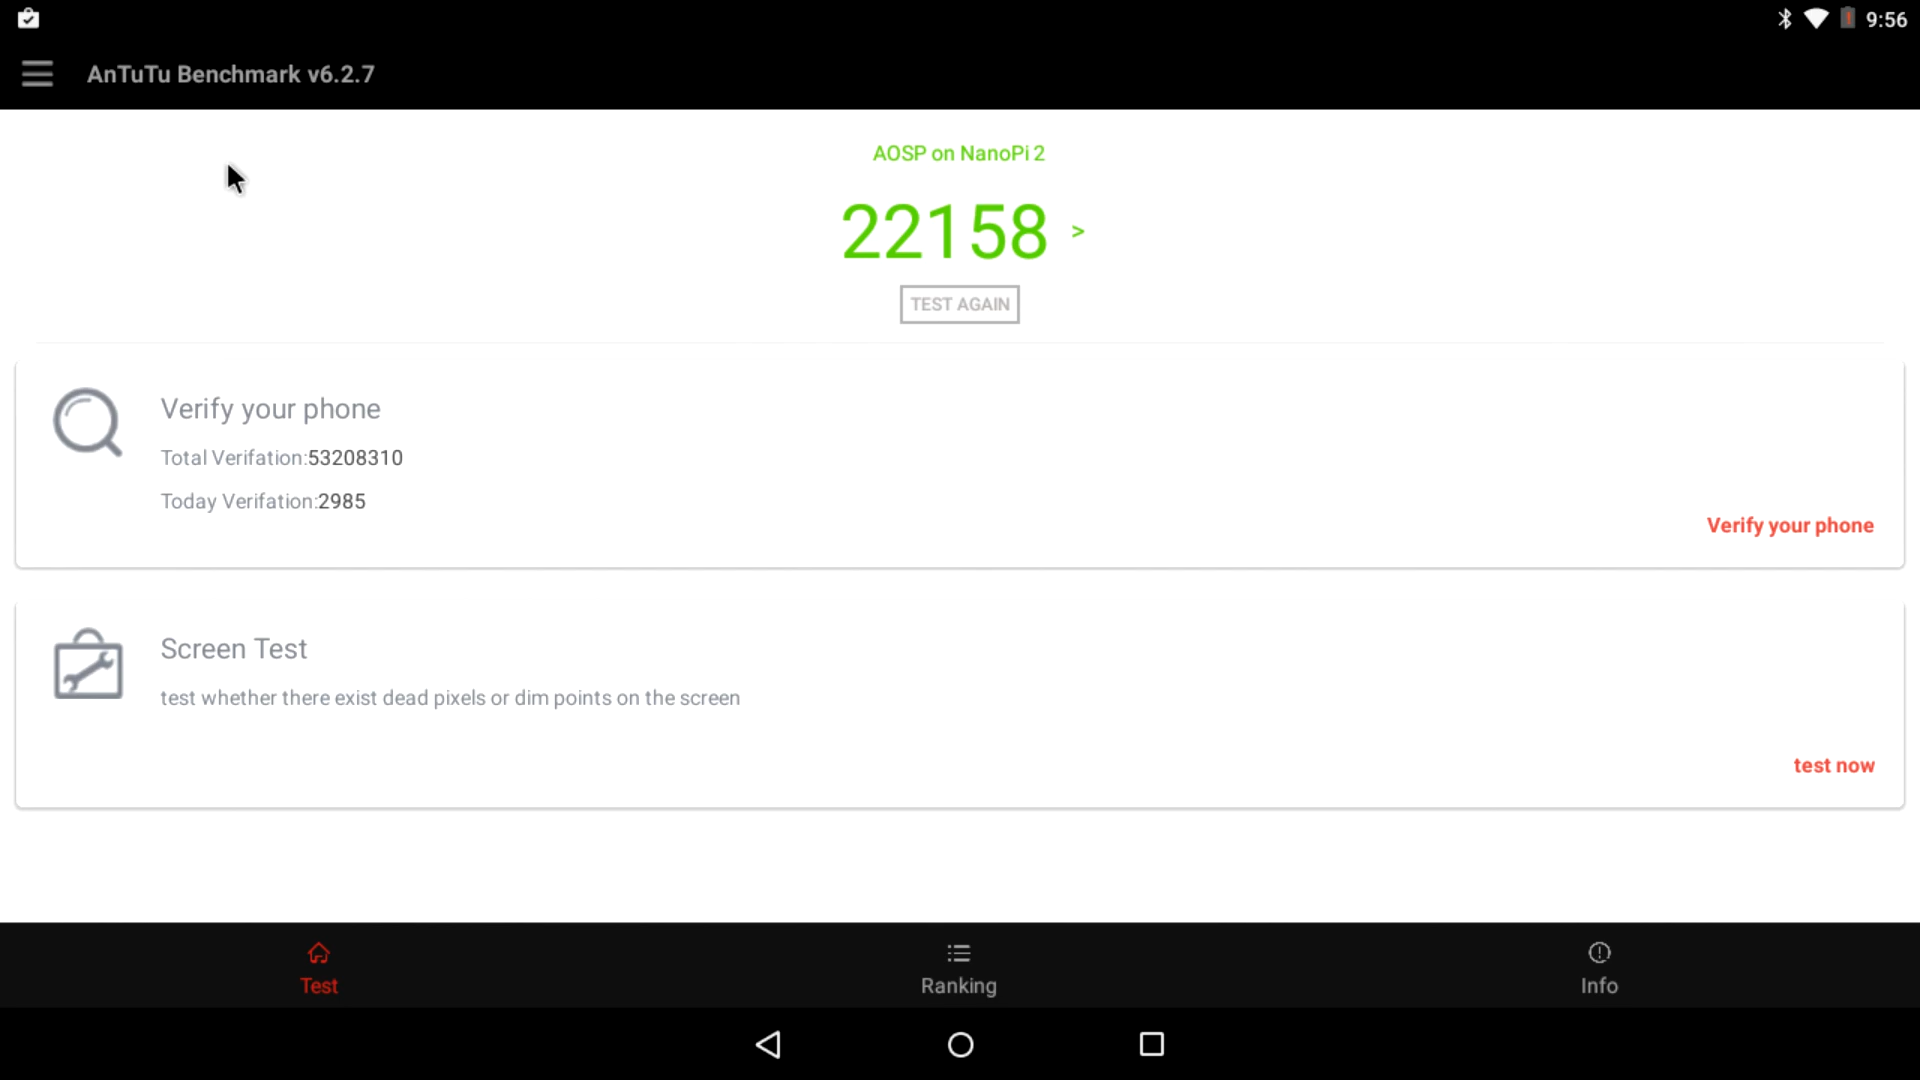 9:56
AnTuTu Benchmark v6.2.7
AOSP on NanoPi 2
22158 >
TEST AGAIN
Verify your phone
Total Verifation:53208310
Today Verifation:2985
Verify your phone
Screen Test
test whether there exist dead pixels or dim points on the screen
test now
Test
Ranking
Info